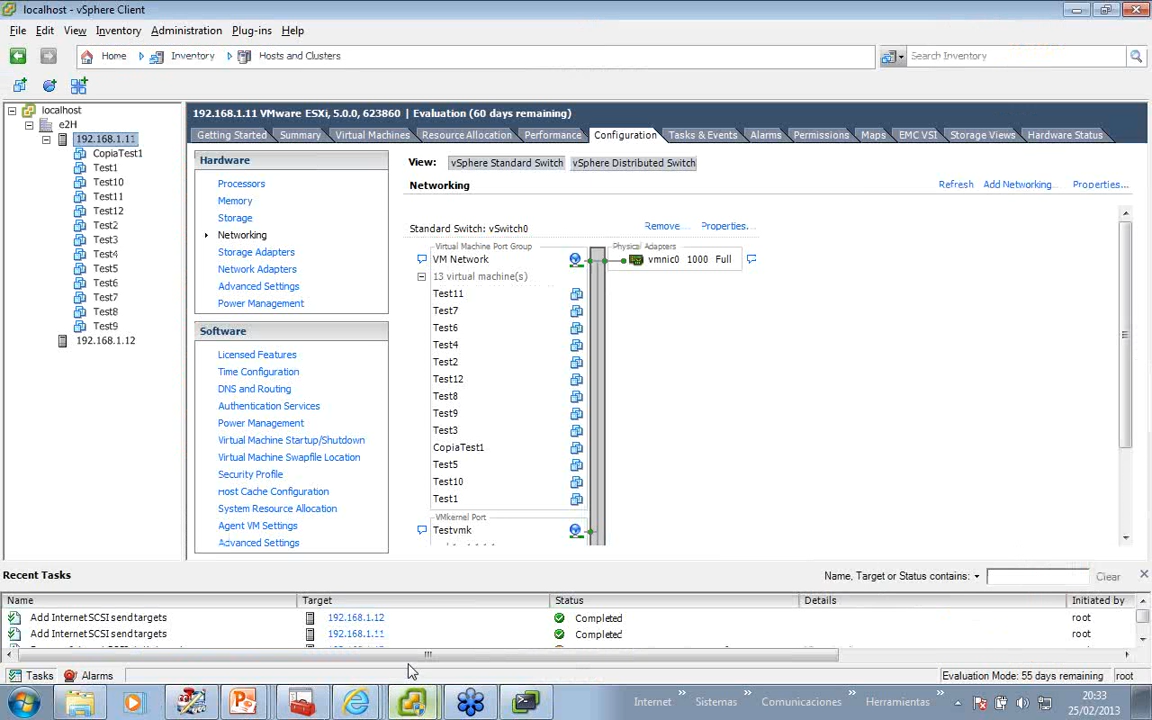 localhost - vSphere Client
File Edit View Inventory Administration Plug-ins Help
Home Inventory Hosts and Clusters Search Inventory
localhost
e2H
192.168.1.11
CopiaTest1
Test1
Test10
Test11
Test12
Test2
Test3
Test4
Test5
Test6
Test7
Test8
Test9
192.168.1.12
192.168.1.11 VMware ESXi, 5.0.0, 623860 | Evaluation (60 days remaining)
Getting Started Summary Virtual Machines Resource Allocation Performance Configuration Tasks & Events Alarms Permissions Maps EMC VSI Storage Views Hardware Status
Hardware
Processors
Memory
Storage
Networking
Storage Adapters
Network Adapters
Advanced Settings
Power Management
Software
Licensed Features
Time Configuration
DNS and Routing
Authentication Services
Power Management
Virtual Machine Startup/Shutdown
Virtual Machine Swapfile Location
Security Profile
Host Cache Configuration
System Resource Allocation
Agent VM Settings
Advanced Settings
View: vSphere Standard Switch vSphere Distributed Switch
Networking
Refresh Add Networking... Properties...
Standard Switch: vSwitch0 Remove... Properties...
Virtual Machine Port Group
VM Network
13 virtual machine(s)
Test11
Test7
Test6
Test4
Test2
Test12
Test8
Test9
Test3
CopiaTest1
Test5
Test10
Test1
VMkernel Port
Testvmk
Physical Adapters
vmnic0 1000 Full
Recent Tasks
Name, Target or Status contains: Clear
Name Target Status Details Initiated by
Add Internet SCSI send targets 192.168.1.12 Completed root
Add Internet SCSI send targets 192.168.1.11 Completed root
Tasks Alarms
Evaluation Mode: 55 days remaining root
Internet » Sistemas » Comunicaciones » Herramientas »
20:33
25/02/2013